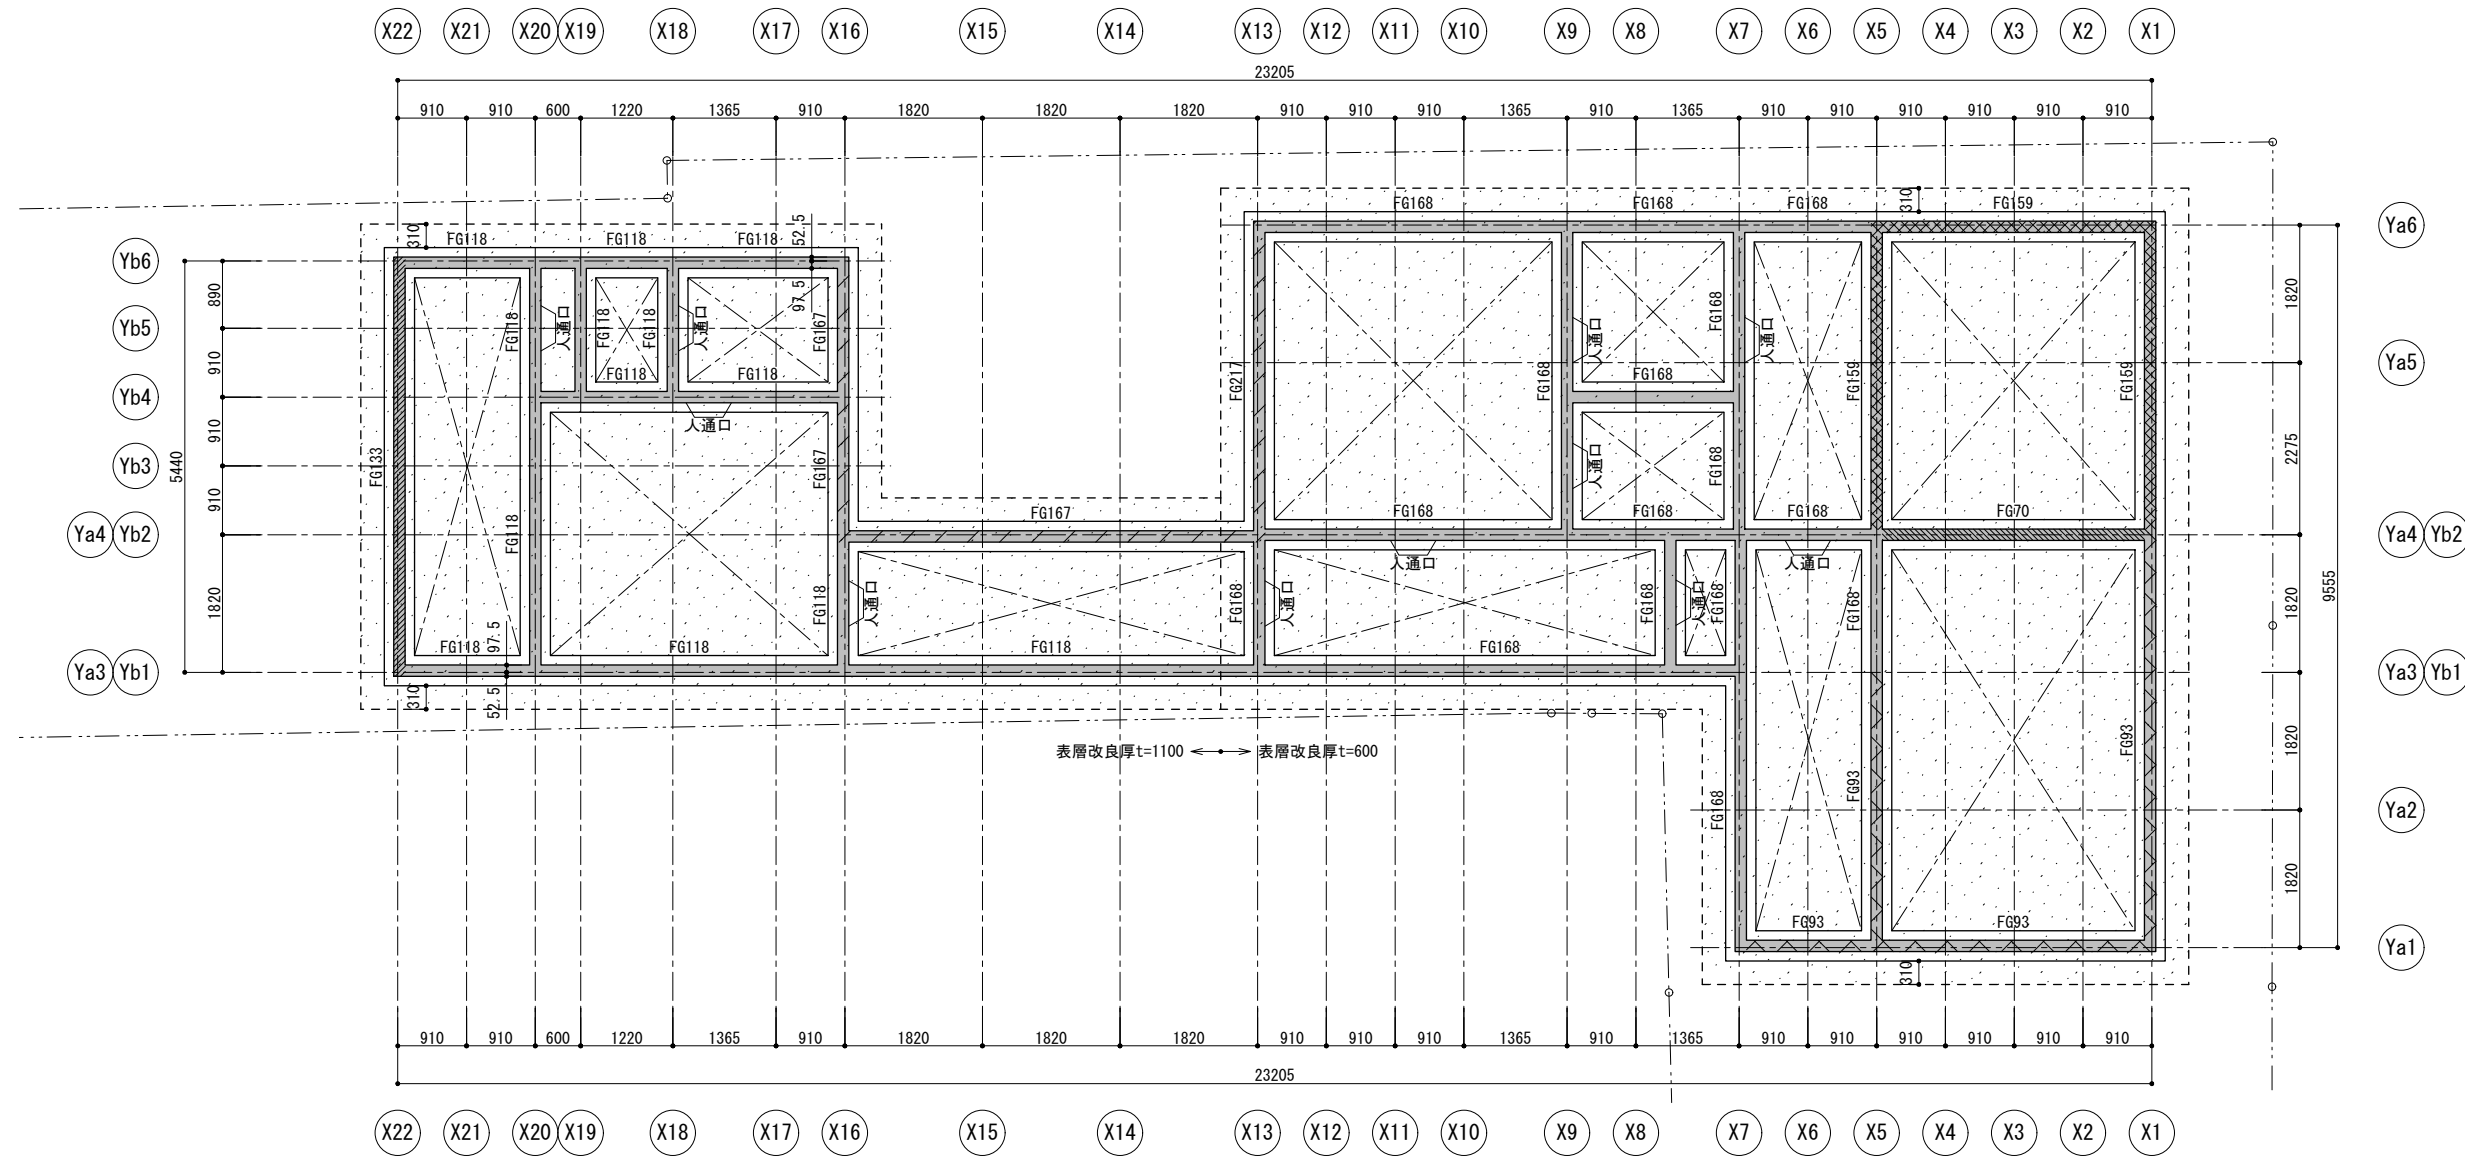 X22 X21 X20 X19 X18 X17 X16 X15 X14 X13 X12 X11 X10 X9 X8 X7 X6 X5 X4 X3 X2 X1
23205
910 910 600 1220 1365 910 1820 1820 1820 910 910 910 1365 910 1365 910 910 910 910 910 910
310 FG168 FG168 FG168 FG159
Ya6
310 FG118 FG118 FG118 52.5
Yb6
890 97.5 1820
Yb5 FG118 人通口 FG118 FG118 人通口 FG167 人通口 FG168 人通口
Ya5
910 FG118 FG118 FG217 FG168 FG168 FG159 FG159
Yb4
910 人通口 2275
5440 Yb3 FG133 FG167 人通口 FG168
910 FG167 FG168 FG168 FG168 FG70
Ya4 Yb2 FG118 Ya4 Yb2
人通口 人通口
1820 FG118 人通口 FG168 人通口 FG168 人通口 FG168 FG168 1820 9555
97.5
FG118 FG118 FG118 FG168
Ya3 Yb1 Ya3 Yb1
310 52.5
表層改良厚t=1100 表層改良厚t=600
FG93 1820
FG168 FG93
Ya2
1820
FG93 FG93
Ya1
310
910 910 600 1220 1365 910 1820 1820 1820 910 910 910 1365 910 1365 910 910 910 910 910 910
23205
X22 X21 X20 X19 X18 X17 X16 X15 X14 X13 X12 X11 X10 X9 X8 X7 X6 X5 X4 X3 X2 X1